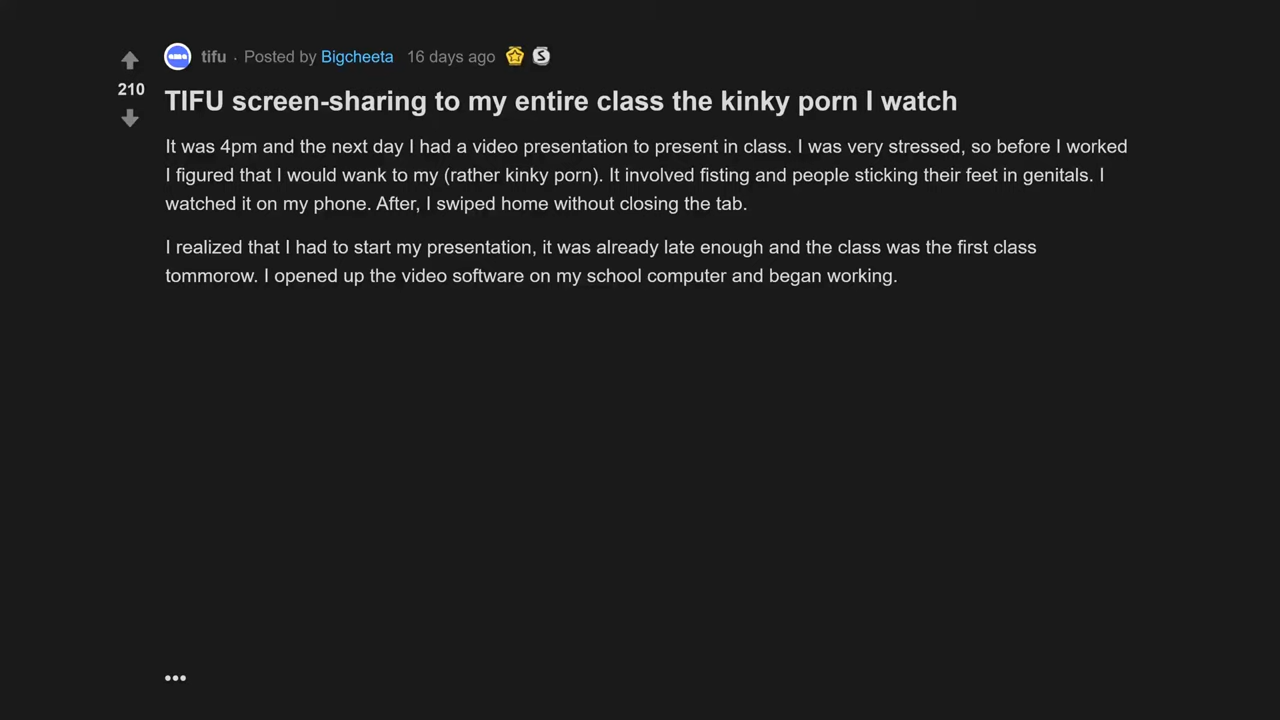 tifu · Posted by Bigcheeta 16 days ago
210
TIFU screen-sharing to my entire class the kinky porn I watch
It was 4pm and the next day I had a video presentation to present in class. I was very stressed, so before I worked
I figured that I would wank to my (rather kinky porn). It involved fisting and people sticking their feet in genitals. I
watched it on my phone. After, I swiped home without closing the tab.
I realized that I had to start my presentation, it was already late enough and the class was the first class
tommorow. I opened up the video software on my school computer and began working.
•••